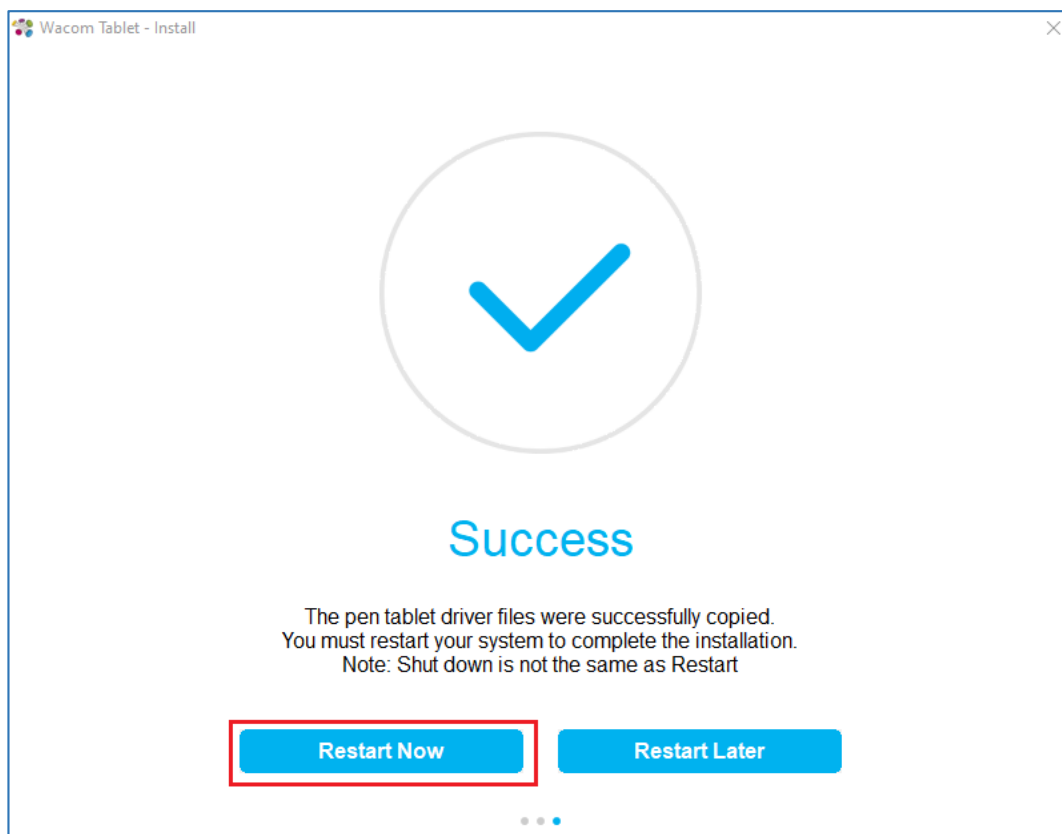 Wacom Tablet - Install
Success
The pen tablet driver files were successfully copied.
You must restart your system to complete the installation.
Note: Shut down is not the same as Restart
Restart Now
Restart Later